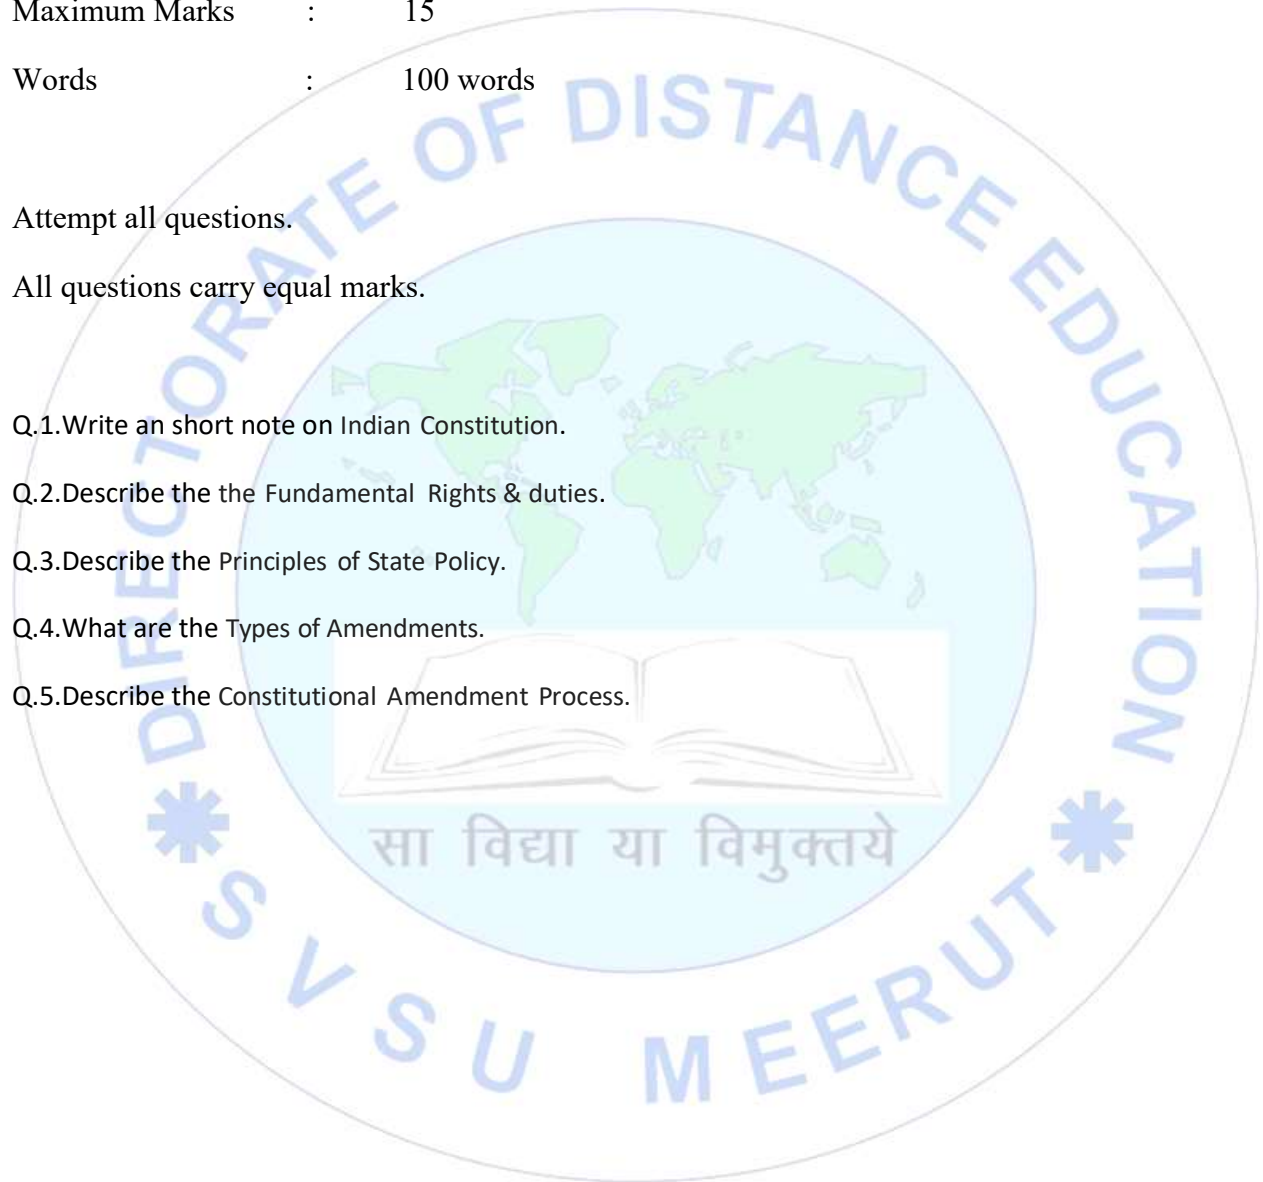 Maximum Marks : 15
Words : 100 words
Attempt all questions.
All questions carry equal marks.
Q.1.Write an short note on Indian Constitution.
Q.2.Describe the the Fundamental Rights & duties.
Q.3.Describe the Principles of State Policy.
Q.4.What are the Types of Amendments.
Q.5.Describe the Constitutional Amendment Process.
DIRECTORATE OF DISTANCE EDUCATION
सा विद्या या विमुक्तये
SVSU MEERUT